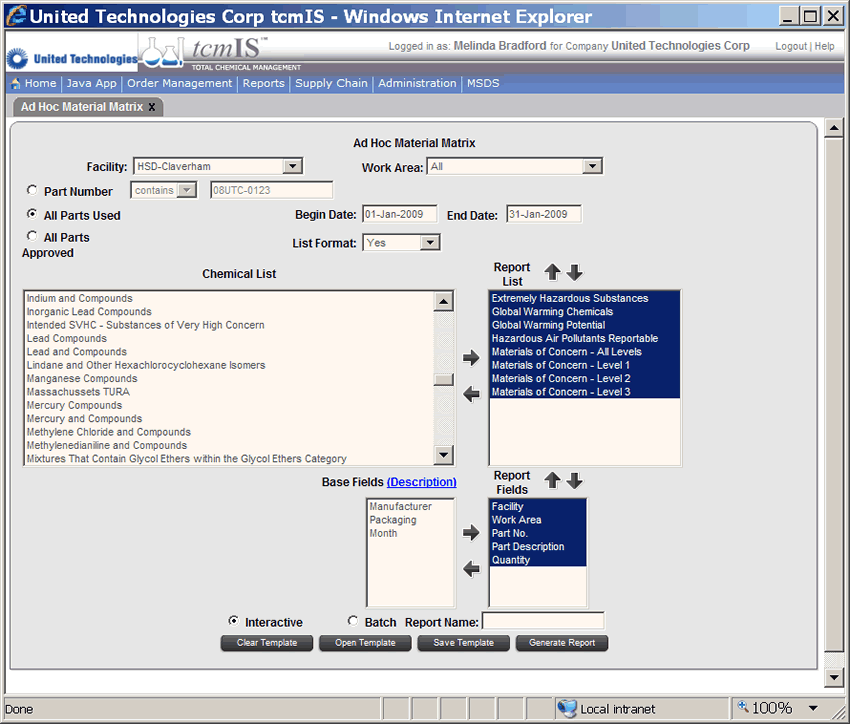 United Technologies Corp tcmIS - Windows Internet Explorer
United Technologies
tcmIS™
TOTAL CHEMICAL MANAGEMENT
Logged in as: Melinda Bradford for Company United Technologies Corp
Logout | Help
Home | Java App | Order Management | Reports | Supply Chain | Administration | MSDS
Ad Hoc Material Matrix x
Ad Hoc Material Matrix
Facility: HSD-Claverham Work Area: All
Part Number contains 08UTC-0123
All Parts Used Begin Date: 01-Jan-2009 End Date: 31-Jan-2009
All Parts
Approved
List Format: Yes
Chemical List
Indium and Compounds
Inorganic Lead Compounds
Intended SVHC - Substances of Very High Concern
Lead Compounds
Lead and Compounds
Lindane and Other Hexachlorocyclohexane Isomers
Manganese Compounds
Massachussets TURA
Mercury Compounds
Mercury and Compounds
Methylene Chloride and Compounds
Methylenedianiline and Compounds
Mixtures That Contain Glycol Ethers within the Glycol Ethers Category
Report
List
Extremely Hazardous Substances
Global Warming Chemicals
Global Warming Potential
Hazardous Air Pollutants Reportable
Materials of Concern - All Levels
Materials of Concern - Level 1
Materials of Concern - Level 2
Materials of Concern - Level 3
Base Fields (Description)
Manufacturer
Packaging
Month
Report
Fields
Facility
Work Area
Part No.
Part Description
Quantity
Interactive Batch Report Name:
Clear Template Open Template Save Template Generate Report
Done Local intranet 100%